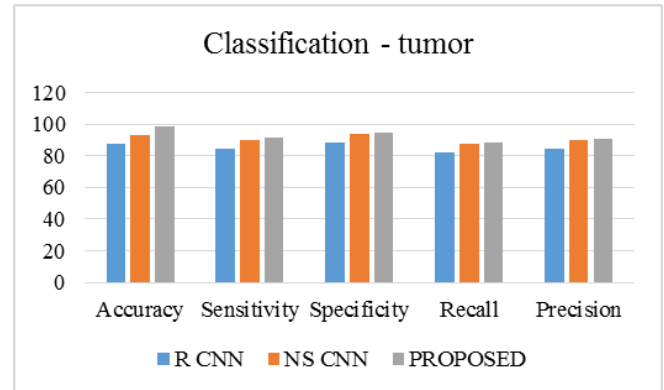 Classification - tumor
120
100
80
60
40
20
0
Accuracy Sensitivity Specificity Recall Precision
R CNN NS CNN PROPOSED